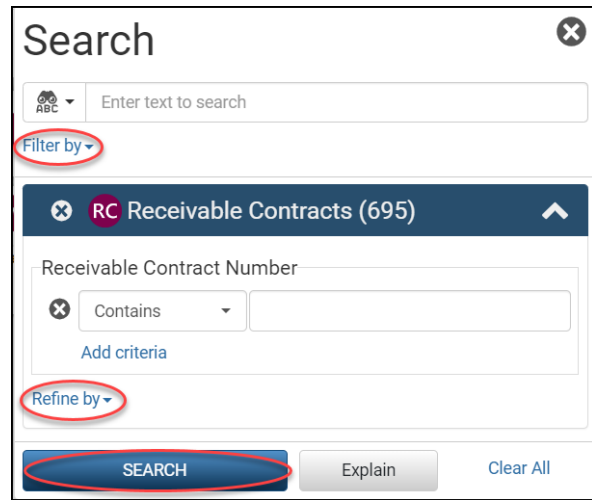 Search
ABC
Enter text to search
Filter by
RC Receivable Contracts (695)
Receivable Contract Number
Contains
Add criteria
Refine by
SEARCH Explain Clear All